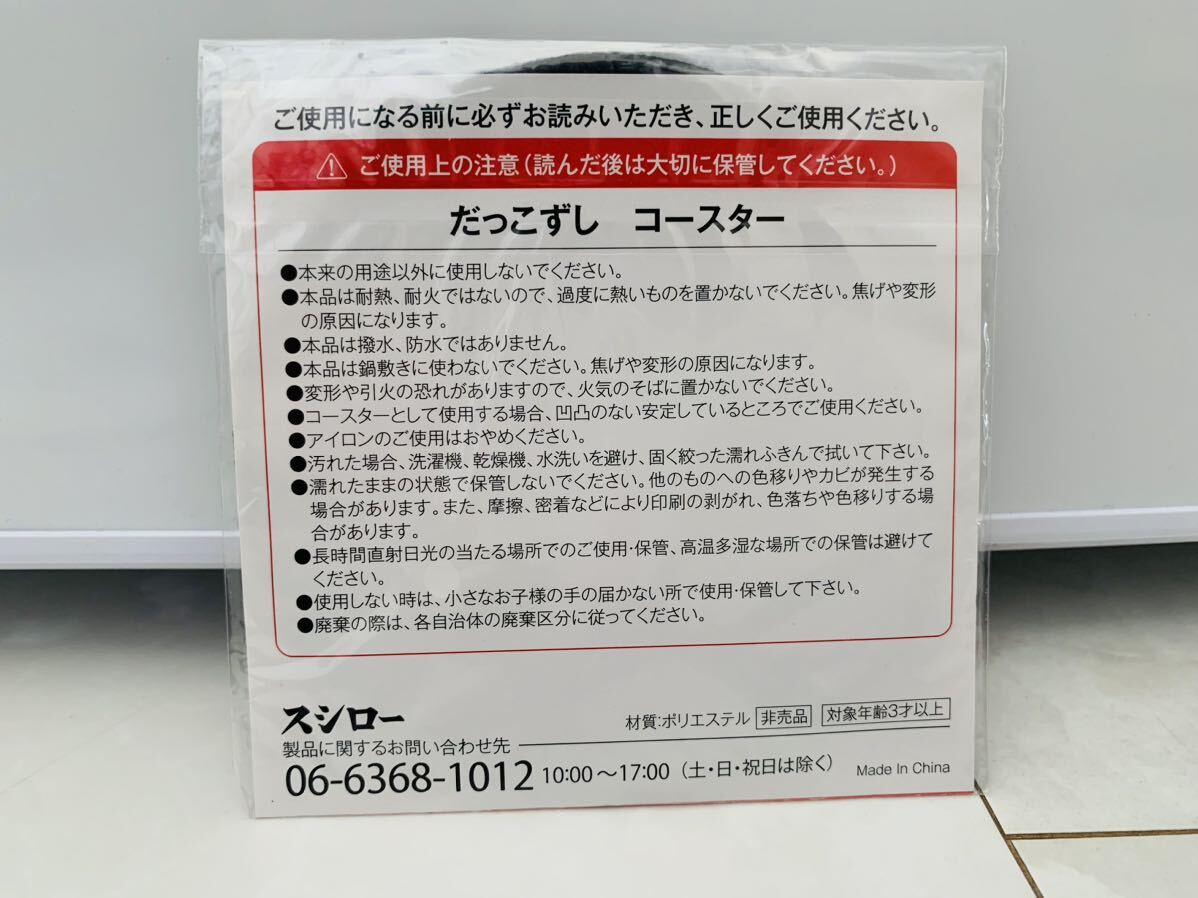 ご使用になる前に必ずお読みいただき、正しくご使用ください。
ご使用上の注意(読んだ後は大切に保管してください。)
だっこずし コースター
●本来の用途以外に使用しないでください。
●本品は耐熱、耐火ではないので、過度に熱いものを置かないでください。焦げや変形
の原因になります。
●本品は撥水、防水ではありません。
●本品は鍋敷きに使わないでください。焦げや変形の原因になります。
●変形や引火の恐れがありますので、火気のそばに置かないでください。
●コースターとして使用する場合、凹凸のない安定しているところでご使用ください。
●アイロンのご使用はおやめください。
●汚れた場合、洗濯機、乾燥機、水洗いを避け、固く絞った濡れふきんで拭いて下さい。
●濡れたままの状態で保管しないでください。他のものへの色移りやカビが発生する
場合があります。また、摩擦、密着などにより印刷の剥がれ、色落ちや色移りする場
合があります。
●長時間直射日光の当たる場所でのご使用・保管、高温多湿な場所での保管は避けて
ください。
●使用しない時は、小さなお子様の手の届かない所で使用・保管して下さい。
●廃棄の際は、各自治体の廃棄区分に従ってください。
スシロー 材質:ポリエステル 非売品 対象年齢3才以上
製品に関するお問い合わせ先
06-6368-1012 10:00〜17:00 (土・日・祝日は除く) Made In China